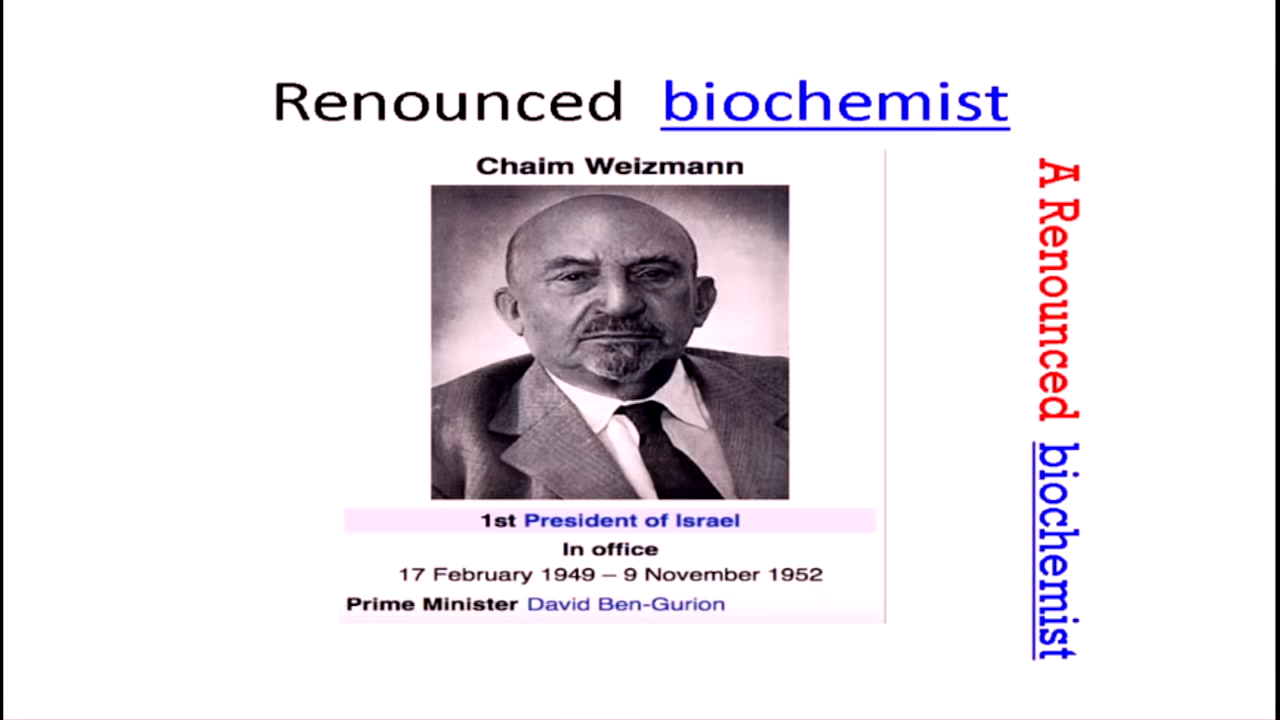 Renounced biochemist
Chaim Weizmann
1st President of Israel
In office
17 February 1949 – 9 November 1952
Prime Minister David Ben-Gurion
A Renounced biochemist